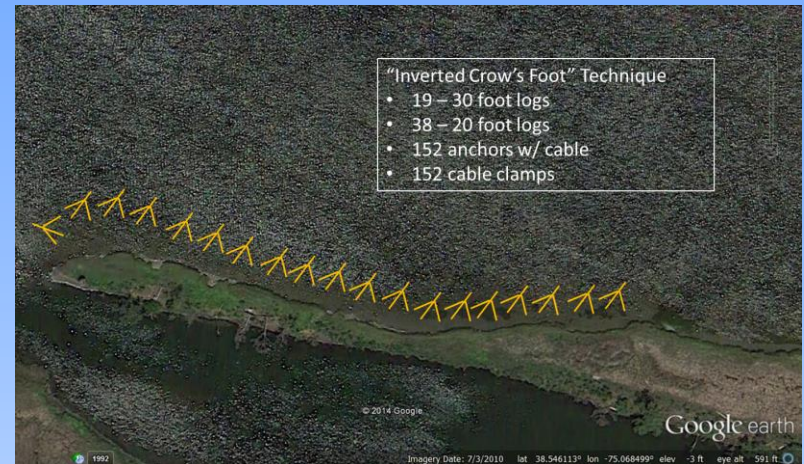 “Inverted Crow’s Foot” Technique
• 19 – 30 foot logs
• 38 – 20 foot logs
• 152 anchors w/ cable
• 152 cable clamps
© 2014 Google
Google earth
1992
Imagery Date: 7/3/2010 lat 38.546113° lon -75.068499° elev -3 ft eye alt 591 ft